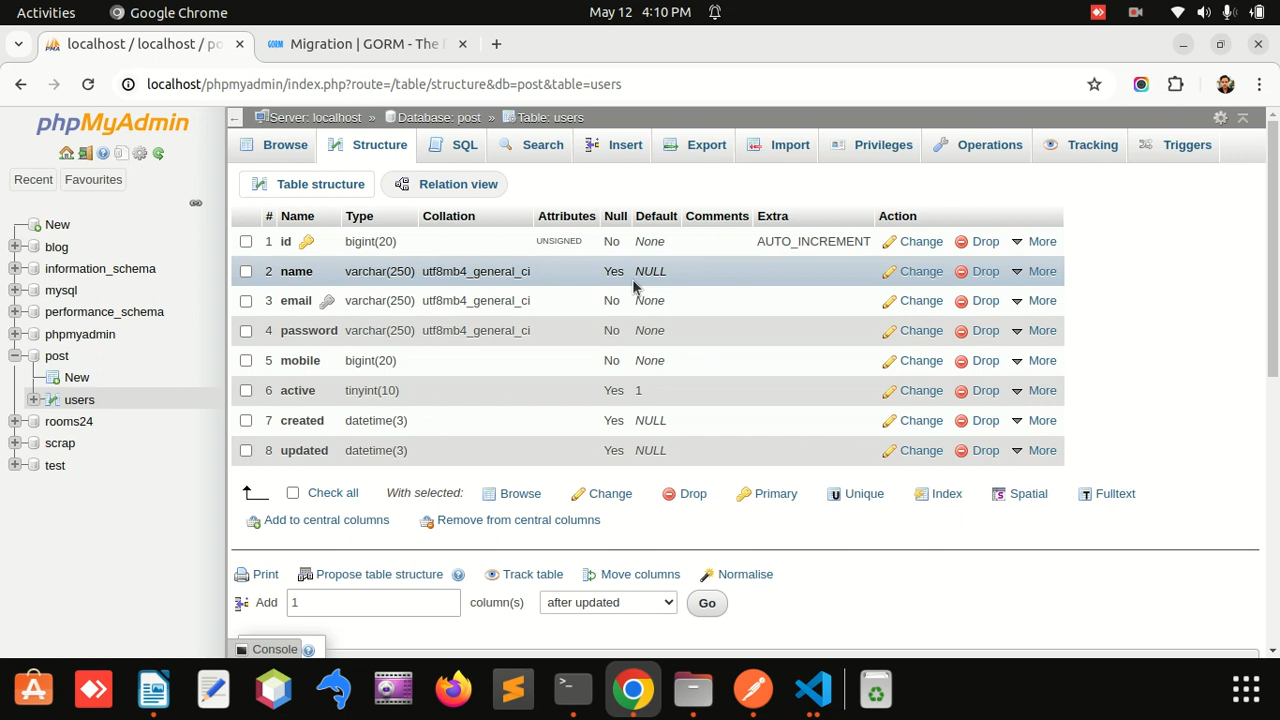 Activities Google Chrome May 12 4:10 PM
localhost / localhost / po Migration | GORM - The
localhost/phpmyadmin/index.php?route=/table/structure&db=post&table=users
phpMyAdmin
Recent Favourites
New
blog
information_schema
mysql
performance_schema
phpmyadmin
post
New
users
rooms24
scrap
test
Server: localhost » Database: post » Table: users
Browse Structure SQL Search Insert Export Import Privileges Operations Tracking Triggers
Table structure Relation view
# Name Type Collation Attributes Null Default Comments Extra Action
1 id bigint(20) UNSIGNED No None AUTO_INCREMENT Change Drop More
2 name varchar(250) utf8mb4_general_ci Yes NULL Change Drop More
3 email varchar(250) utf8mb4_general_ci No None Change Drop More
4 password varchar(250) utf8mb4_general_ci No None Change Drop More
5 mobile bigint(20) No None Change Drop More
6 active tinyint(10) Yes 1 Change Drop More
7 created datetime(3) Yes NULL Change Drop More
8 updated datetime(3) Yes NULL Change Drop More
Check all With selected: Browse Change Drop Primary Unique Index Spatial Fulltext
Add to central columns Remove from central columns
Print Propose table structure Track table Move columns Normalise
Add 1 column(s) after updated Go
Console